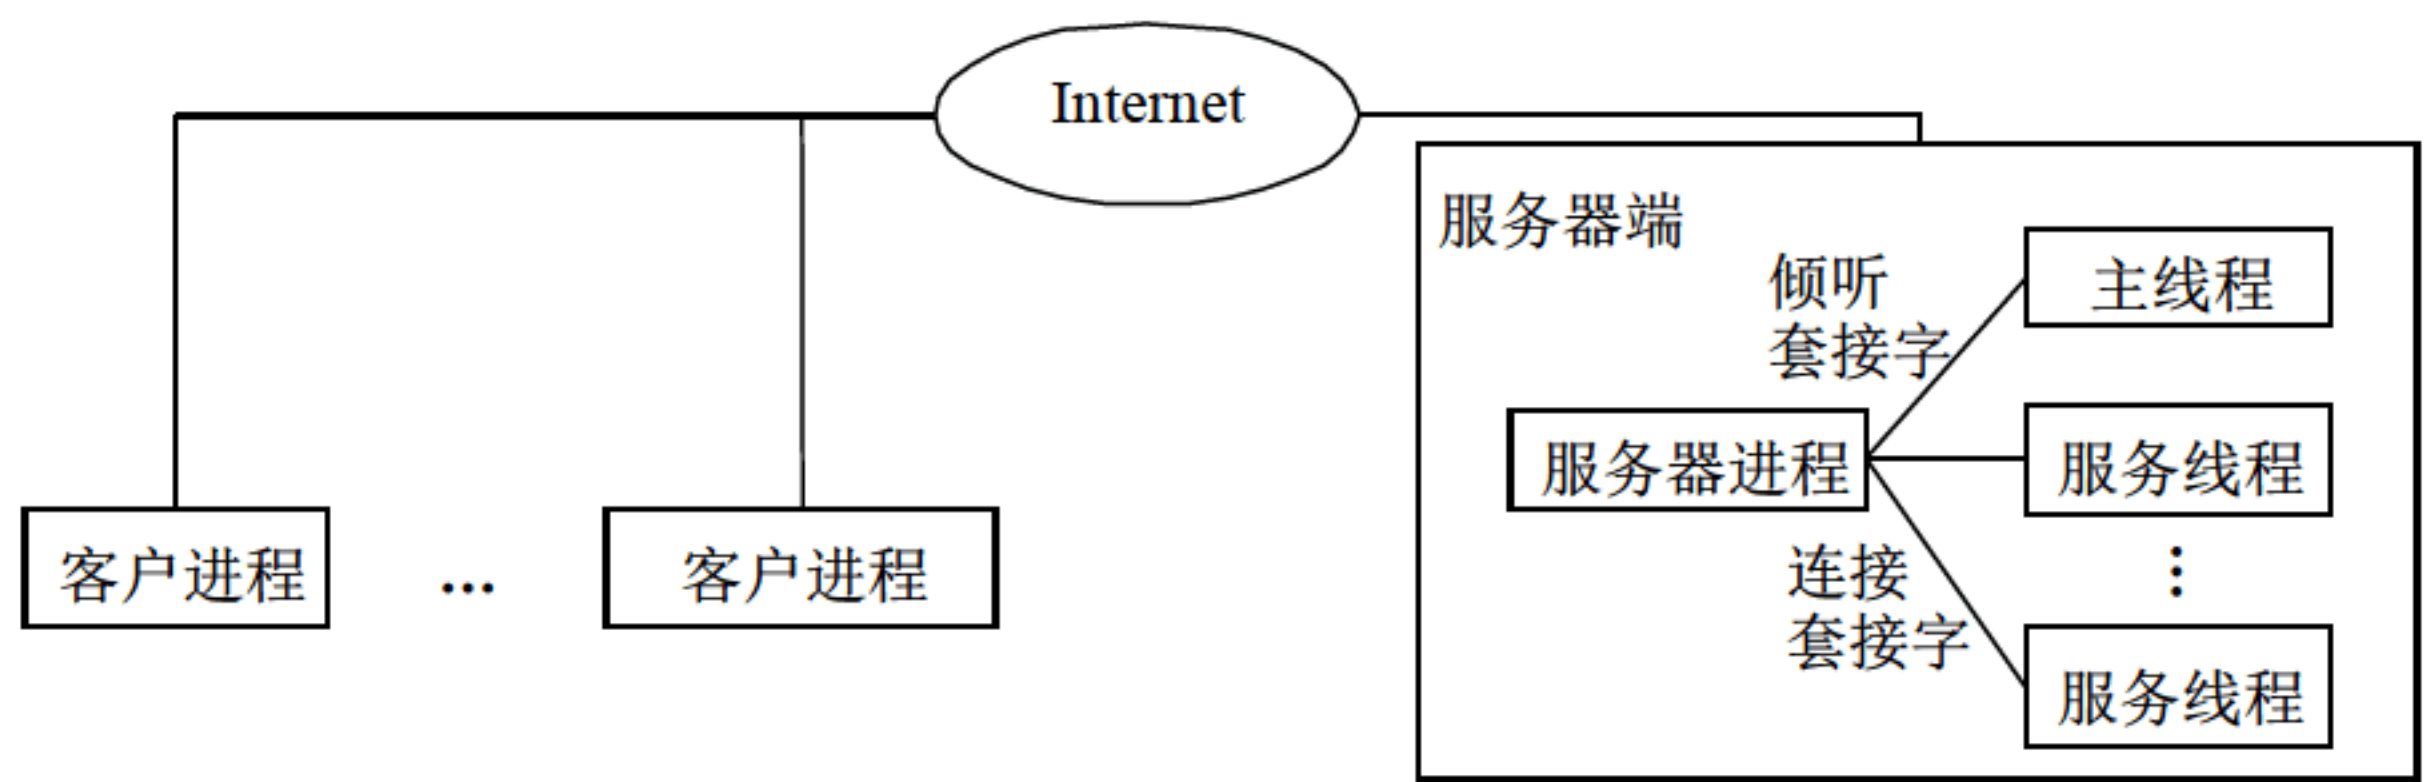 Internet
服务器端
倾听
套接字
主线程
服务器进程
服务线程
客户进程
...
客户进程
连接
套接字
⋮
服务线程